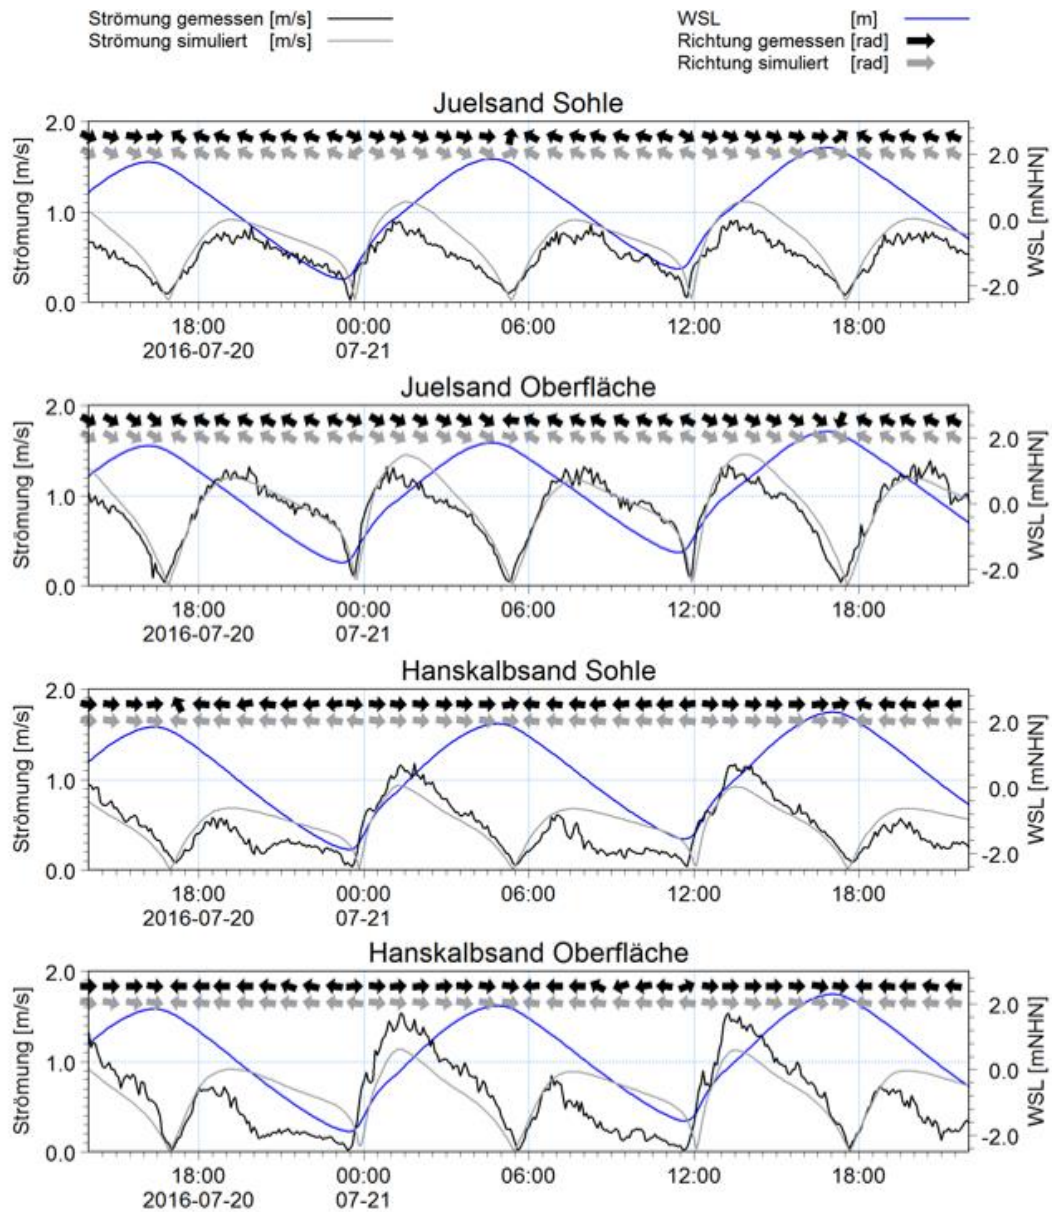 Strömung gemessen [m/s]
Strömung simuliert [m/s]
WSL [m]
Richtung gemessen [rad]
Richtung simuliert [rad]
Juelsand Sohle
Strömung [m/s]
2.0
1.0
0.0
WSL [mNHN]
2.0
0.0
-2.0
18:00 00:00 06:00 12:00 18:00
2016-07-20 07-21
Juelsand Oberfläche
Strömung [m/s]
2.0
1.0
0.0
WSL [mNHN]
2.0
0.0
-2.0
18:00 00:00 06:00 12:00 18:00
2016-07-20 07-21
Hanskalbsand Sohle
Strömung [m/s]
2.0
1.0
0.0
WSL [mNHN]
2.0
0.0
-2.0
18:00 00:00 06:00 12:00 18:00
2016-07-20 07-21
Hanskalbsand Oberfläche
Strömung [m/s]
2.0
1.0
0.0
WSL [mNHN]
2.0
0.0
-2.0
18:00 00:00 06:00 12:00 18:00
2016-07-20 07-21